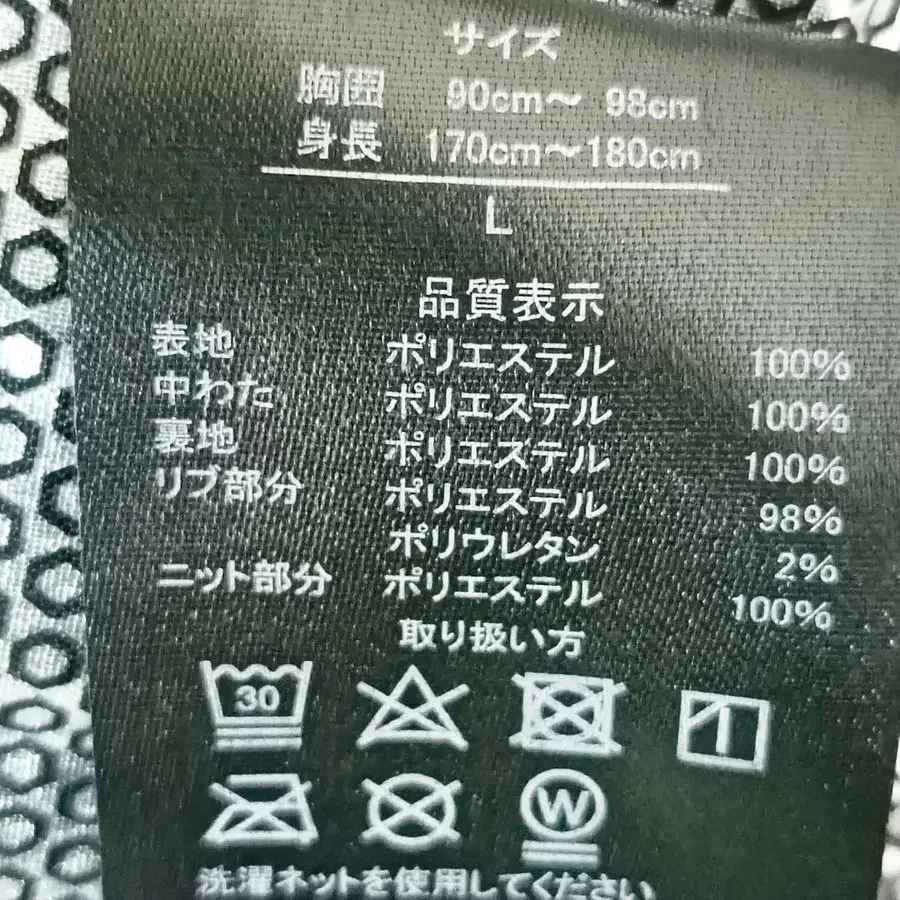 サイズ
胸囲 90cm～ 98cm
身長 170cm～180cm
L
品質表示
表地 ポリエステル 100%
中わた ポリエステル 100%
裏地 ポリエステル 100%
リブ部分 ポリエステル 98%
ポリウレタン 2%
ニット部分 ポリエステル 100%
取り扱い方
30
W
洗濯ネットを使用してください